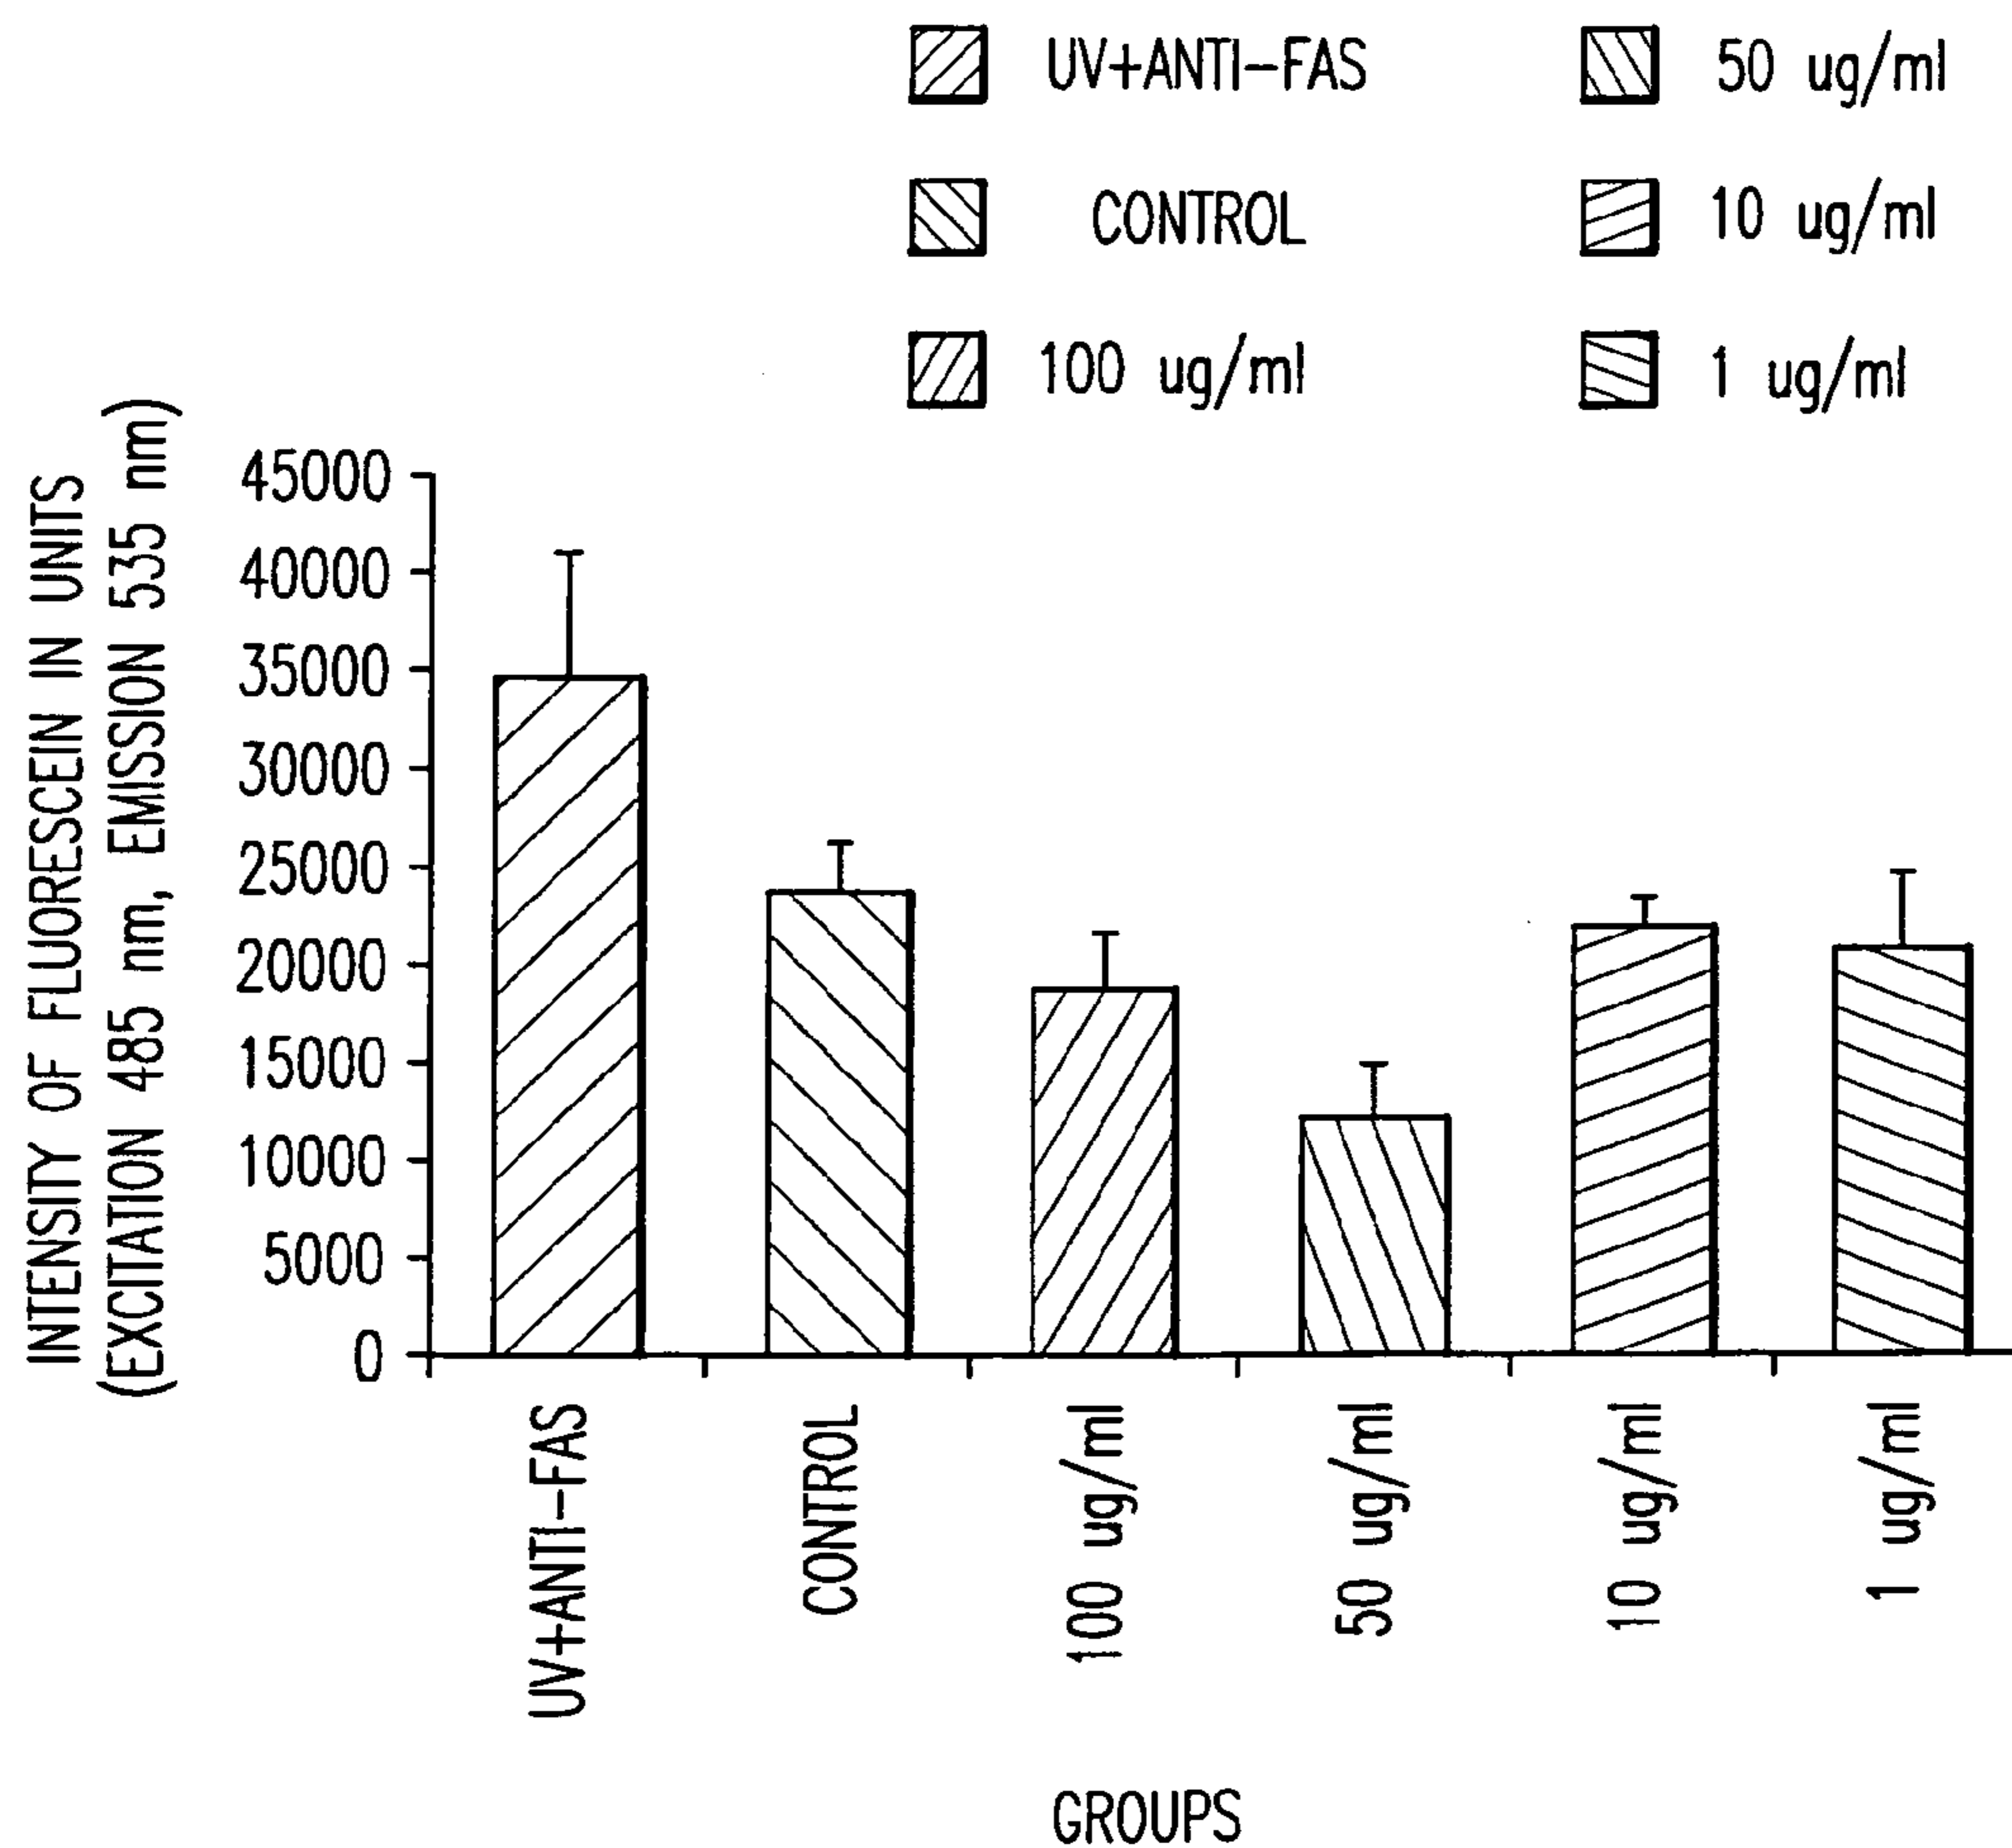 UV+ANTI-FAS
50 ug/ml
CONTROL
10 ug/ml
100 ug/ml
1 ug/ml
INTENSITY OF FLUORESCEIN IN UNITS
(EXCITATION 485 nm, EMISSION 535 nm)
45000
40000
35000
30000
25000
20000
15000
10000
5000
0
UV+ANTI-FAS
CONTROL
100 ug/ml
50 ug/ml
10 ug/ml
1 ug/ml
GROUPS